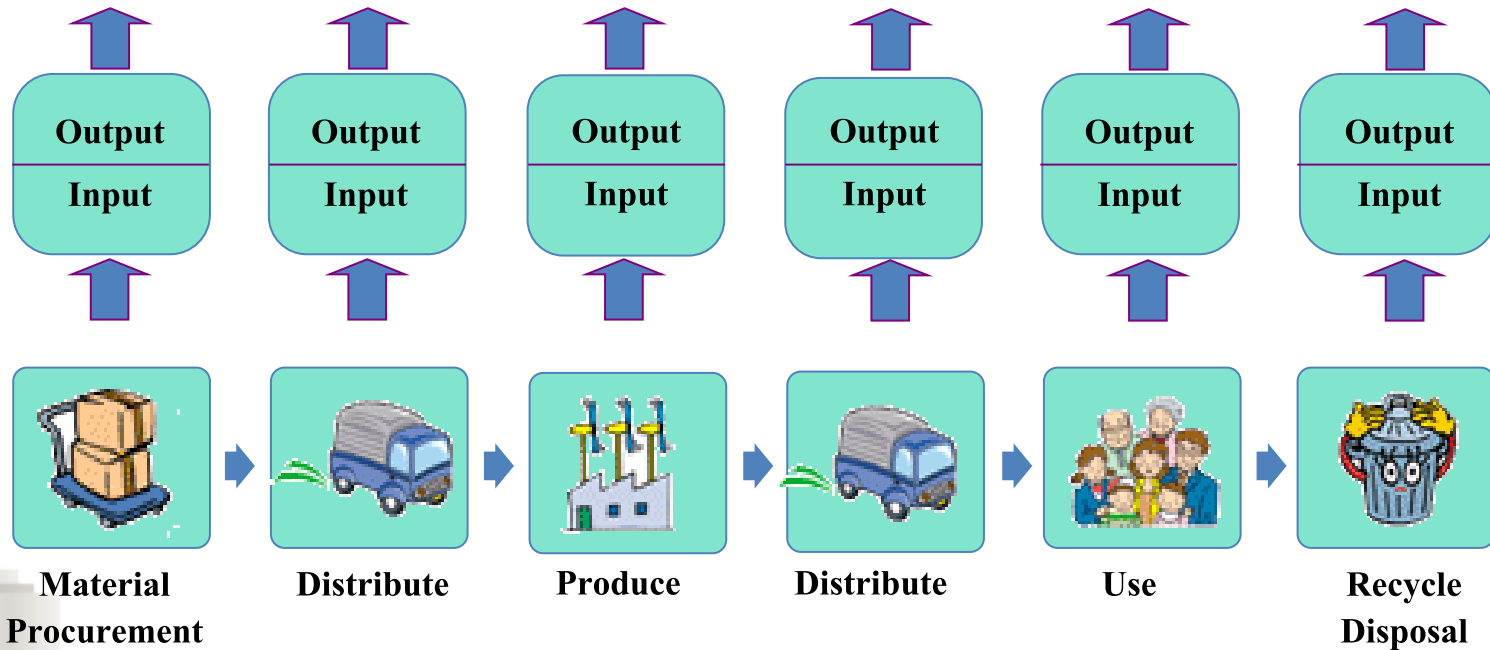 Output Output Output Output Output Output
Input Input Input Input Input Input
Material Distribute Produce Distribute Use Recycle
Procurement Disposal